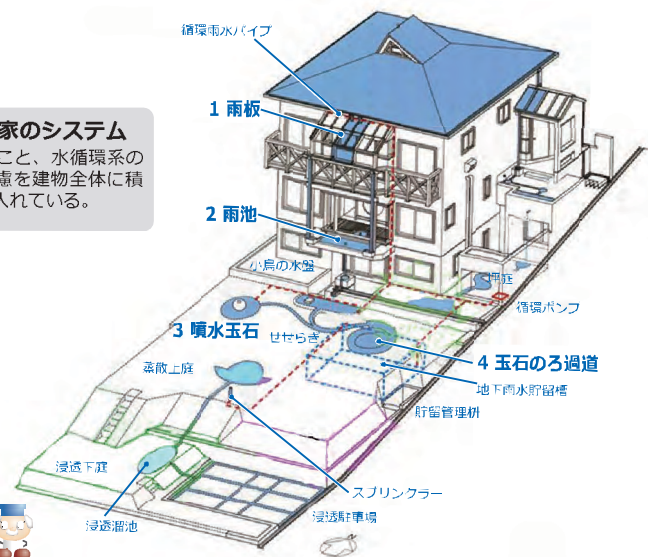 循環雨水パイプ
1 雨板
家のシステム
こと、水循環系の
慮を建物全体に積
入れている。
2 雨池
小鳥の水盤
坪庭
循環ポンプ
3 噴水玉石
せせらぎ
4 玉石のろ過道
蒸散上庭
地下雨水貯留槽
貯留管理桝
浸透下庭
スプリンクラー
浸透溜池
浸透駐車場